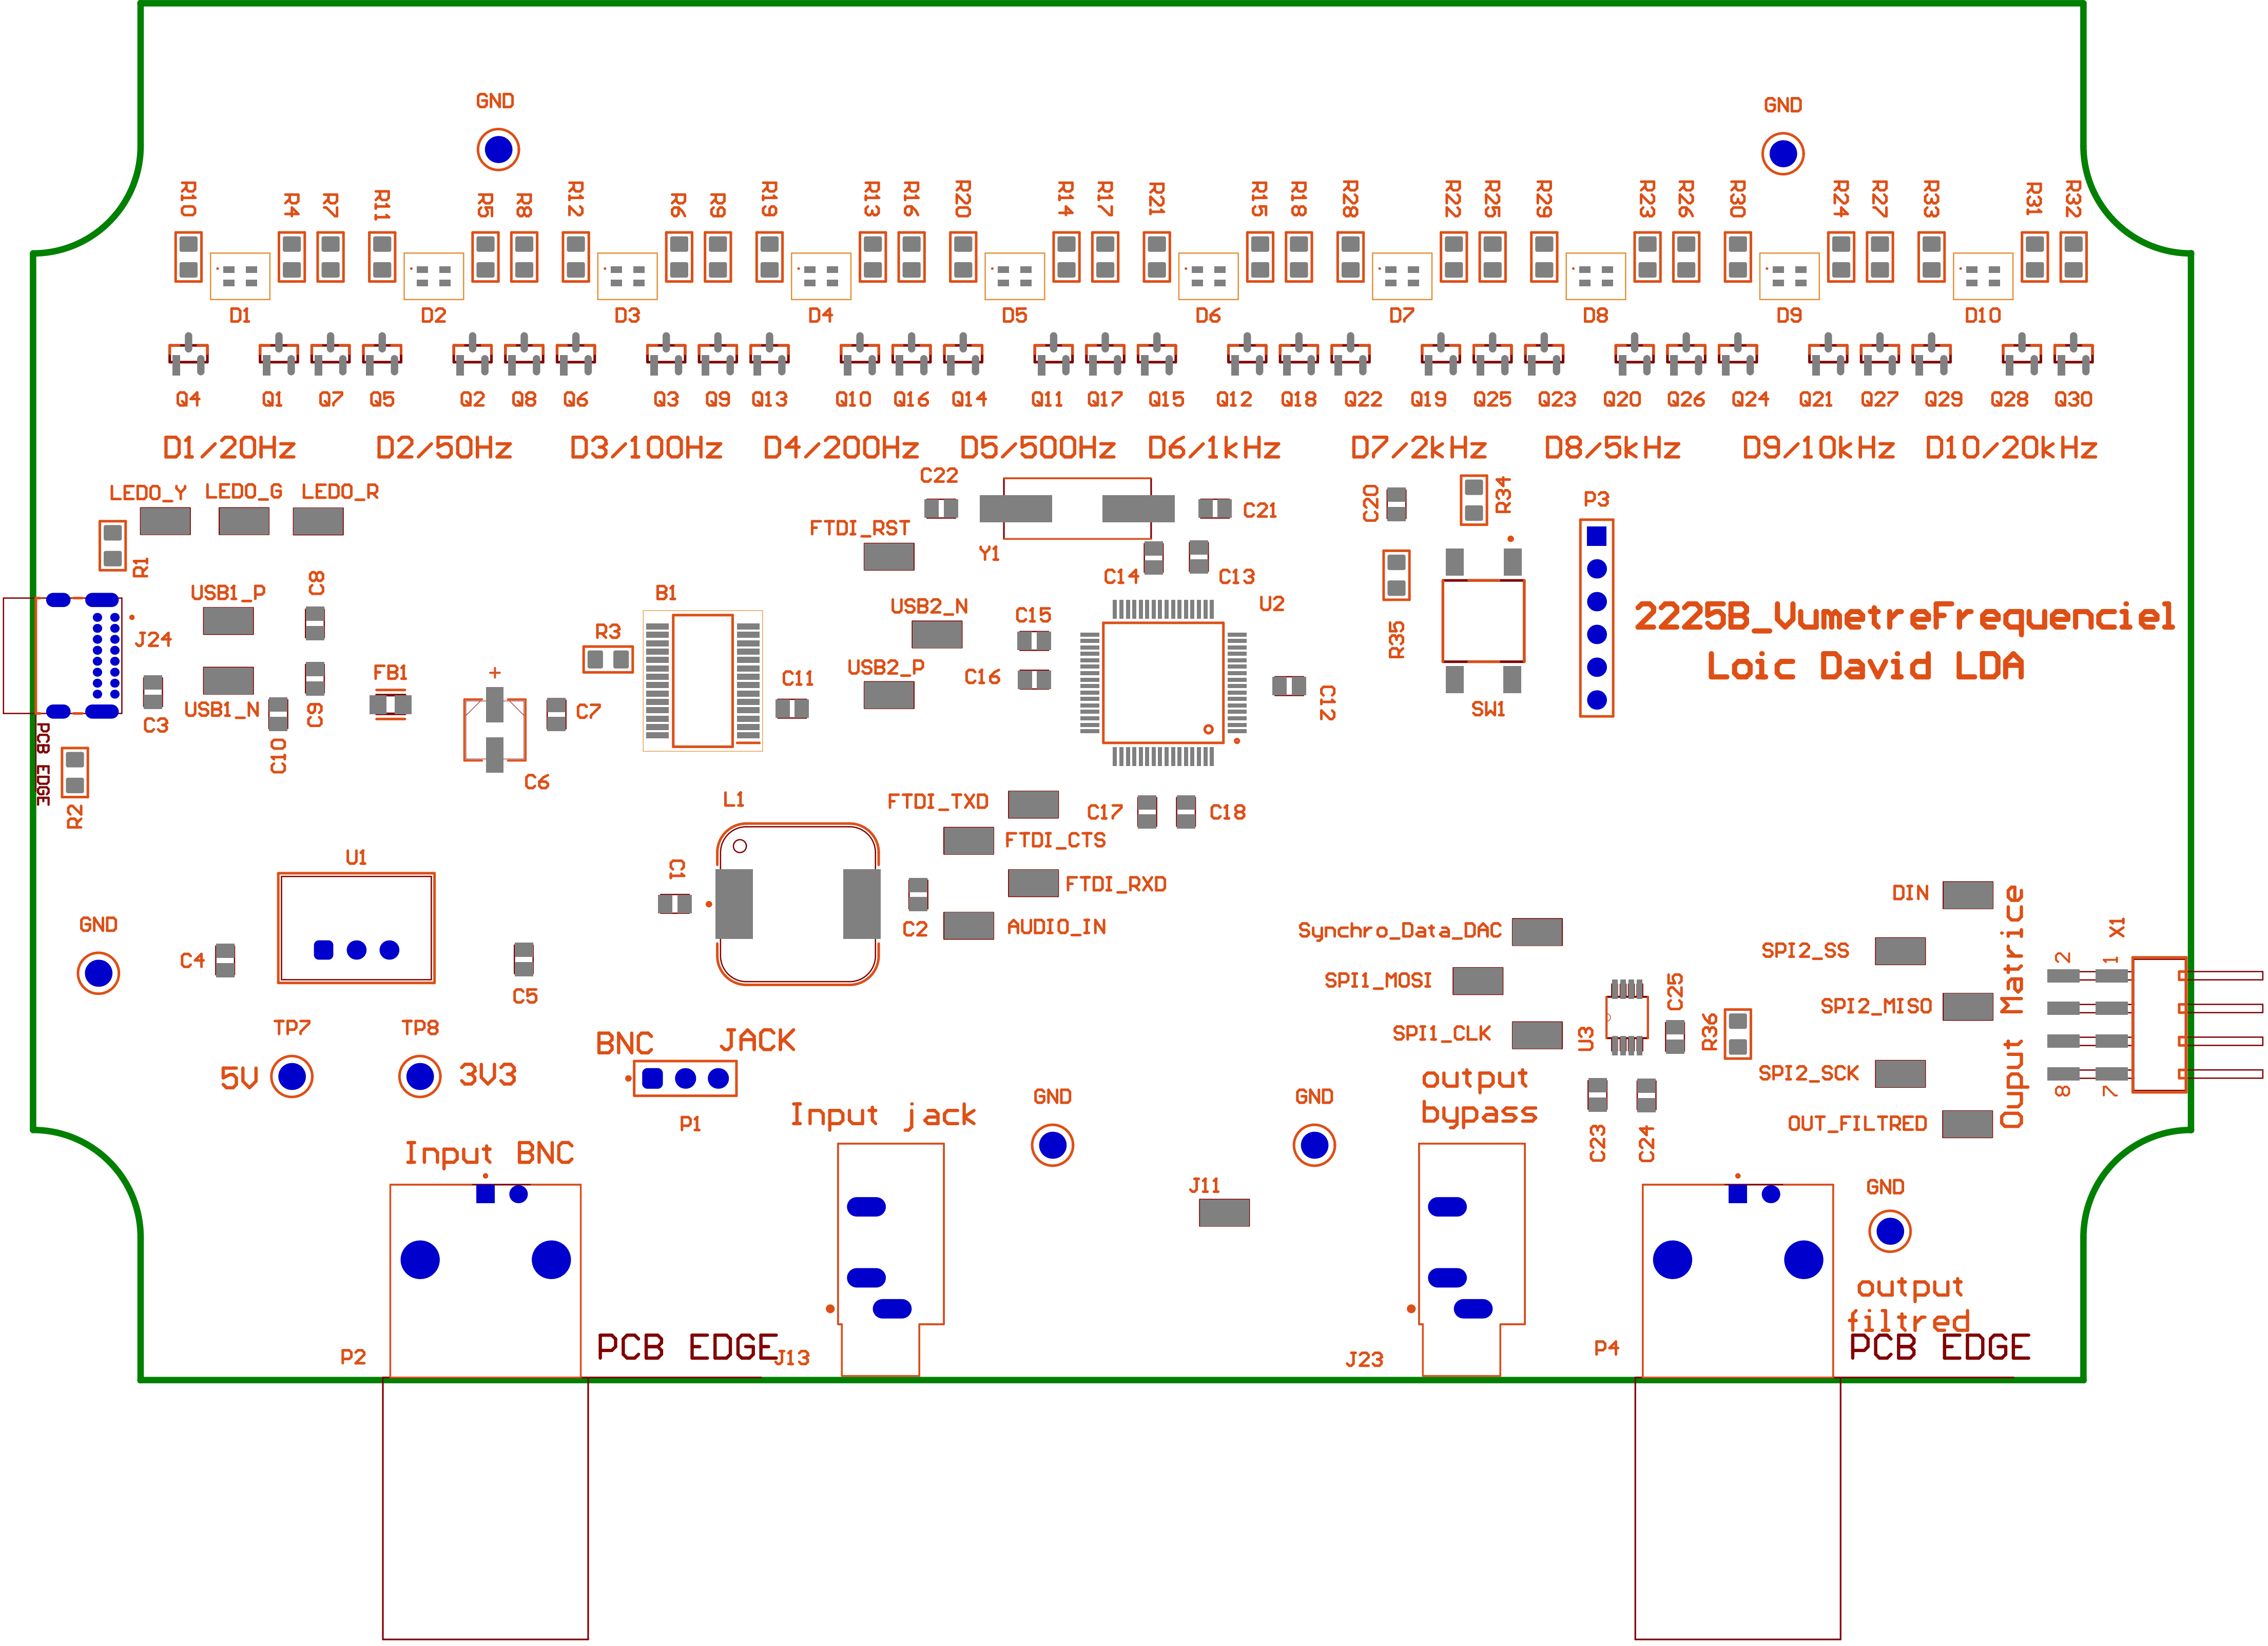 GND
GND
R10
R4
R7
R11
R5
R8
R12
R6
R9
R19
R13
R16
R20
R14
R17
R21
R15
R18
R28
R22
R25
R29
R23
R26
R30
R24
R27
R33
R31
R32
D1
D2
D3
D4
D5
D6
D7
D8
D9
D10
Q4
Q1
Q7
Q5
Q2
Q8
Q6
Q3
Q9
Q13
Q10
Q16
Q14
Q11
Q17
Q15
Q12
Q18
Q22
Q19
Q25
Q23
Q20
Q26
Q24
Q21
Q27
Q29
Q28
Q30
D1/20Hz
D2/50Hz
D3/100Hz
D4/200Hz
D5/500Hz
D6/1kHz
D7/2kHz
D8/5kHz
D9/10kHz
D10/20kHz
LED0_Y
LED0_G
LED0_R
C22
C21
C20
R34
P3
FTDI_RST
Y1
R1
C14
C13
USB1_P
C8
B1
USB2_N
U2
C15
2225B_VumetreFrequenciel
J24
R3
R35
Loic David LDA
FB1
+
C11
USB2_P
C16
C12
SW1
USB1_N
C3
C9
C7
C10
PCB EDGE
C6
R2
L1
FTDI_TXD
C17
C18
FTDI_CTS
U1
C1
FTDI_RXD
DIN
GND
C2
AUDIO_IN
Synchro_Data_DAC
X1
C4
SPI2_SS
2
1
SPI1_MOSI
C5
C25
SPI2_MISO
Ouput Matrice
TP7
TP8
BNC
JACK
SPI1_CLK
U3
R36
5V
3V3
SPI2_SCK
output
bypass
8
7
GND
GND
Input jack
P1
OUT_FILTRED
C23
C24
Input BNC
J11
GND
output
filtred
PCB EDGE
P2
J13
J23
P4
PCB EDGE